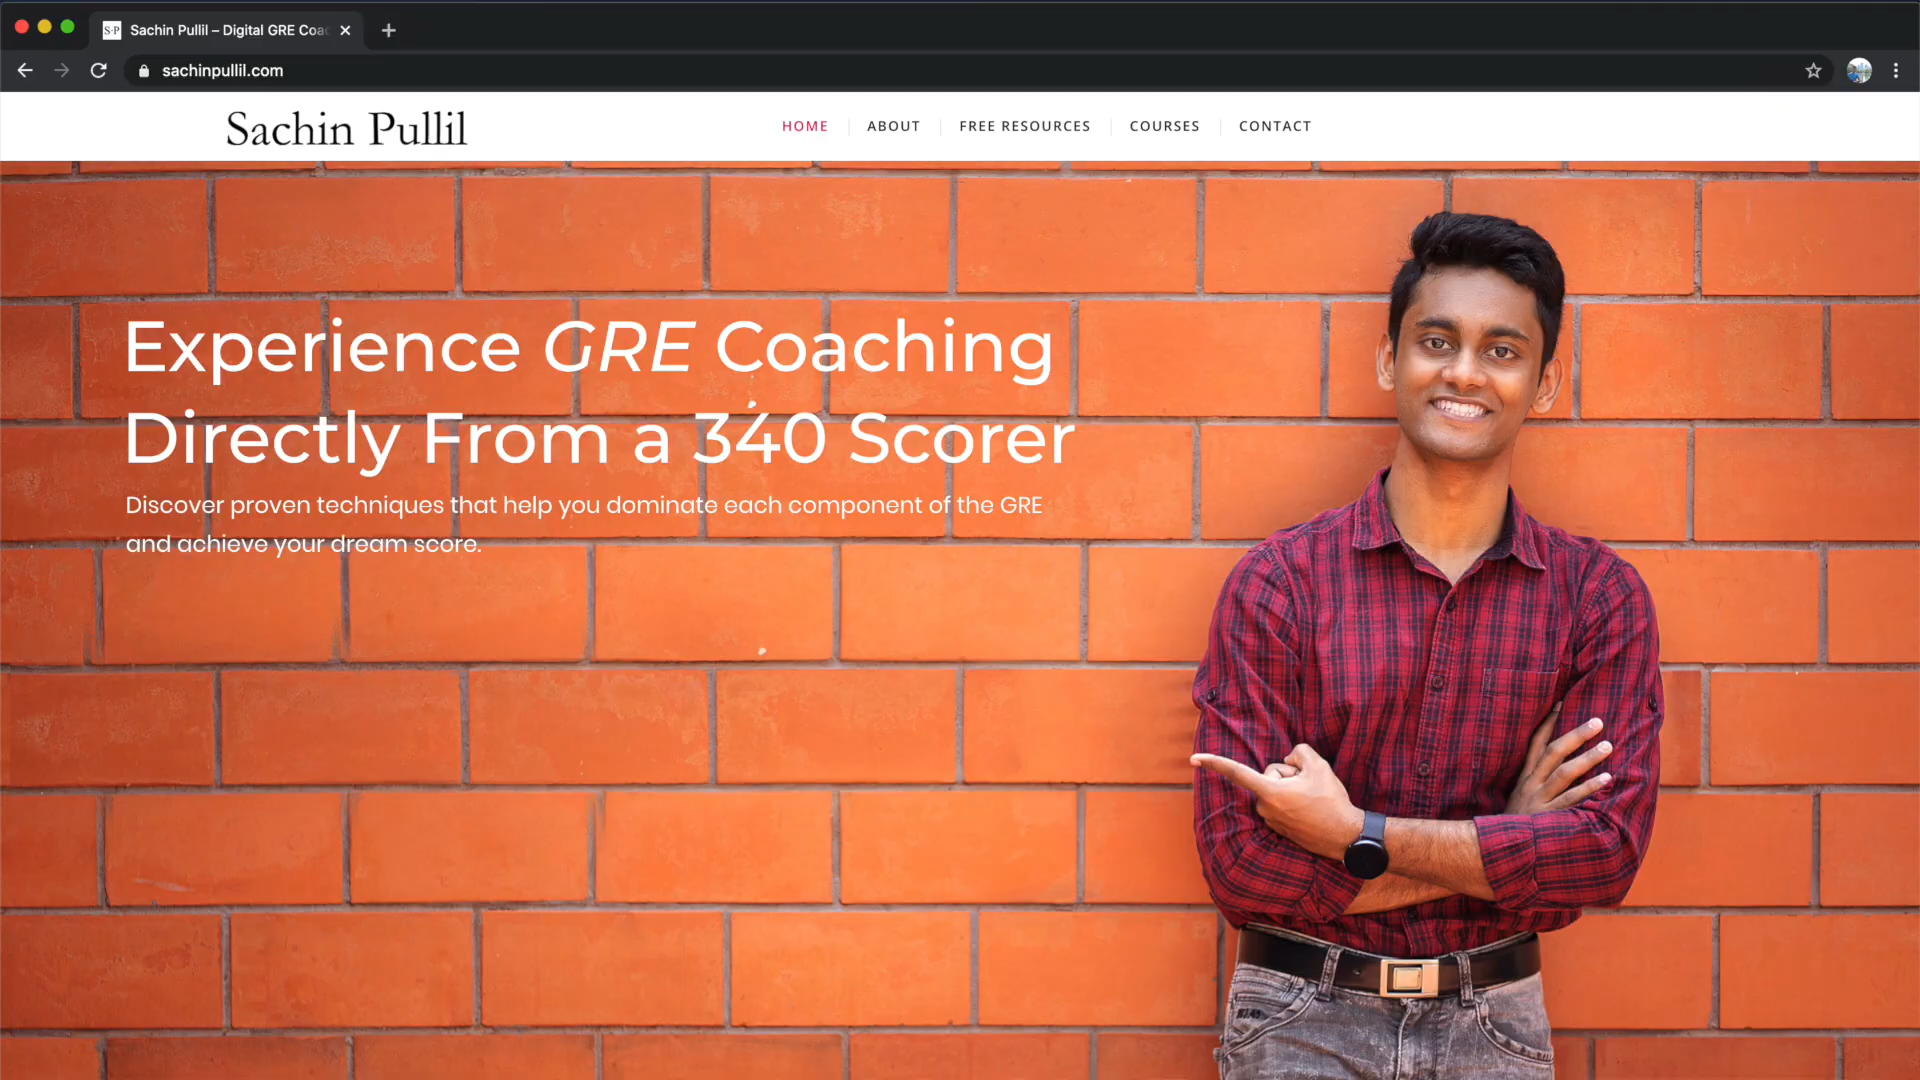 S·P
Sachin Pullil – Digital GRE Coac
sachinpullil.com
Sachin Pullil
HOME
ABOUT
FREE RESOURCES
COURSES
CONTACT
Experience GRE Coaching
Directly From a 340 Scorer
Discover proven techniques that help you dominate each component of the GRE
and achieve your dream score.